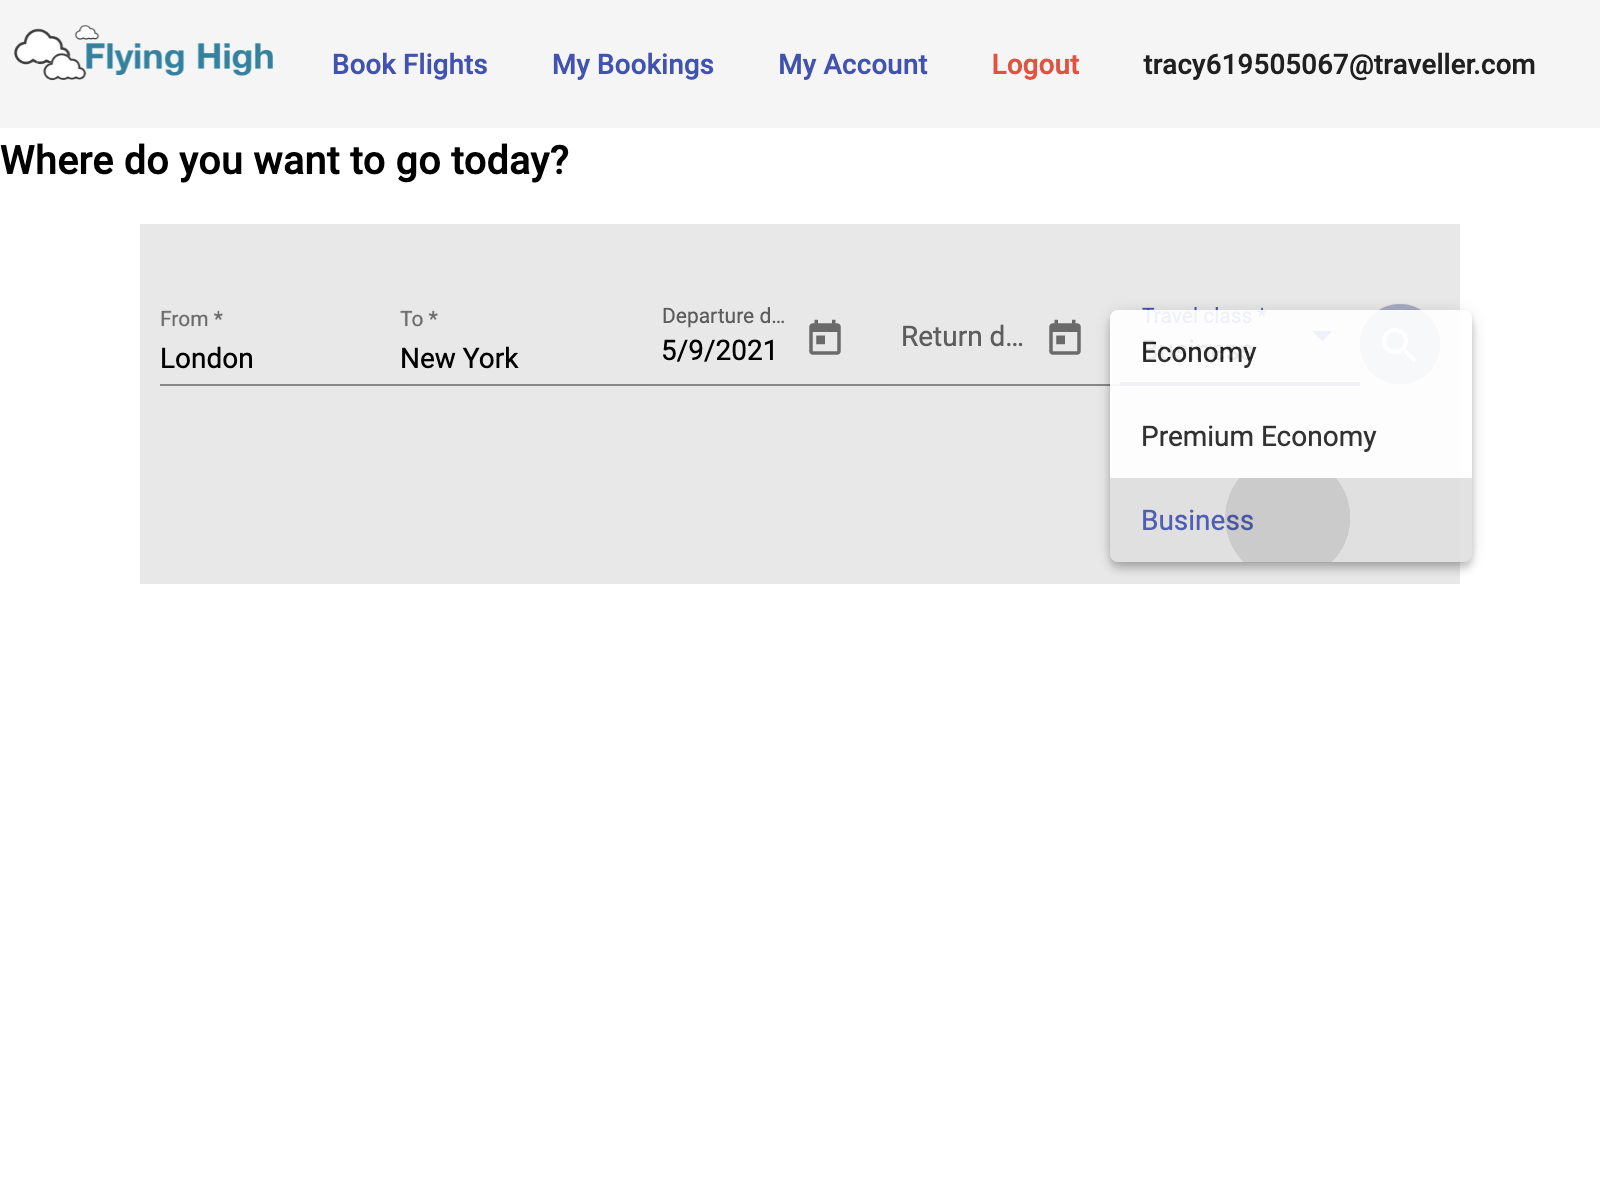 Flying High
Book Flights
My Bookings
My Account
Logout
tracy619505067@traveller.com
Where do you want to go today?
From *
London
To *
New York
Departure d...
5/9/2021
Return d...
Travel class *
Economy
Premium Economy
Business